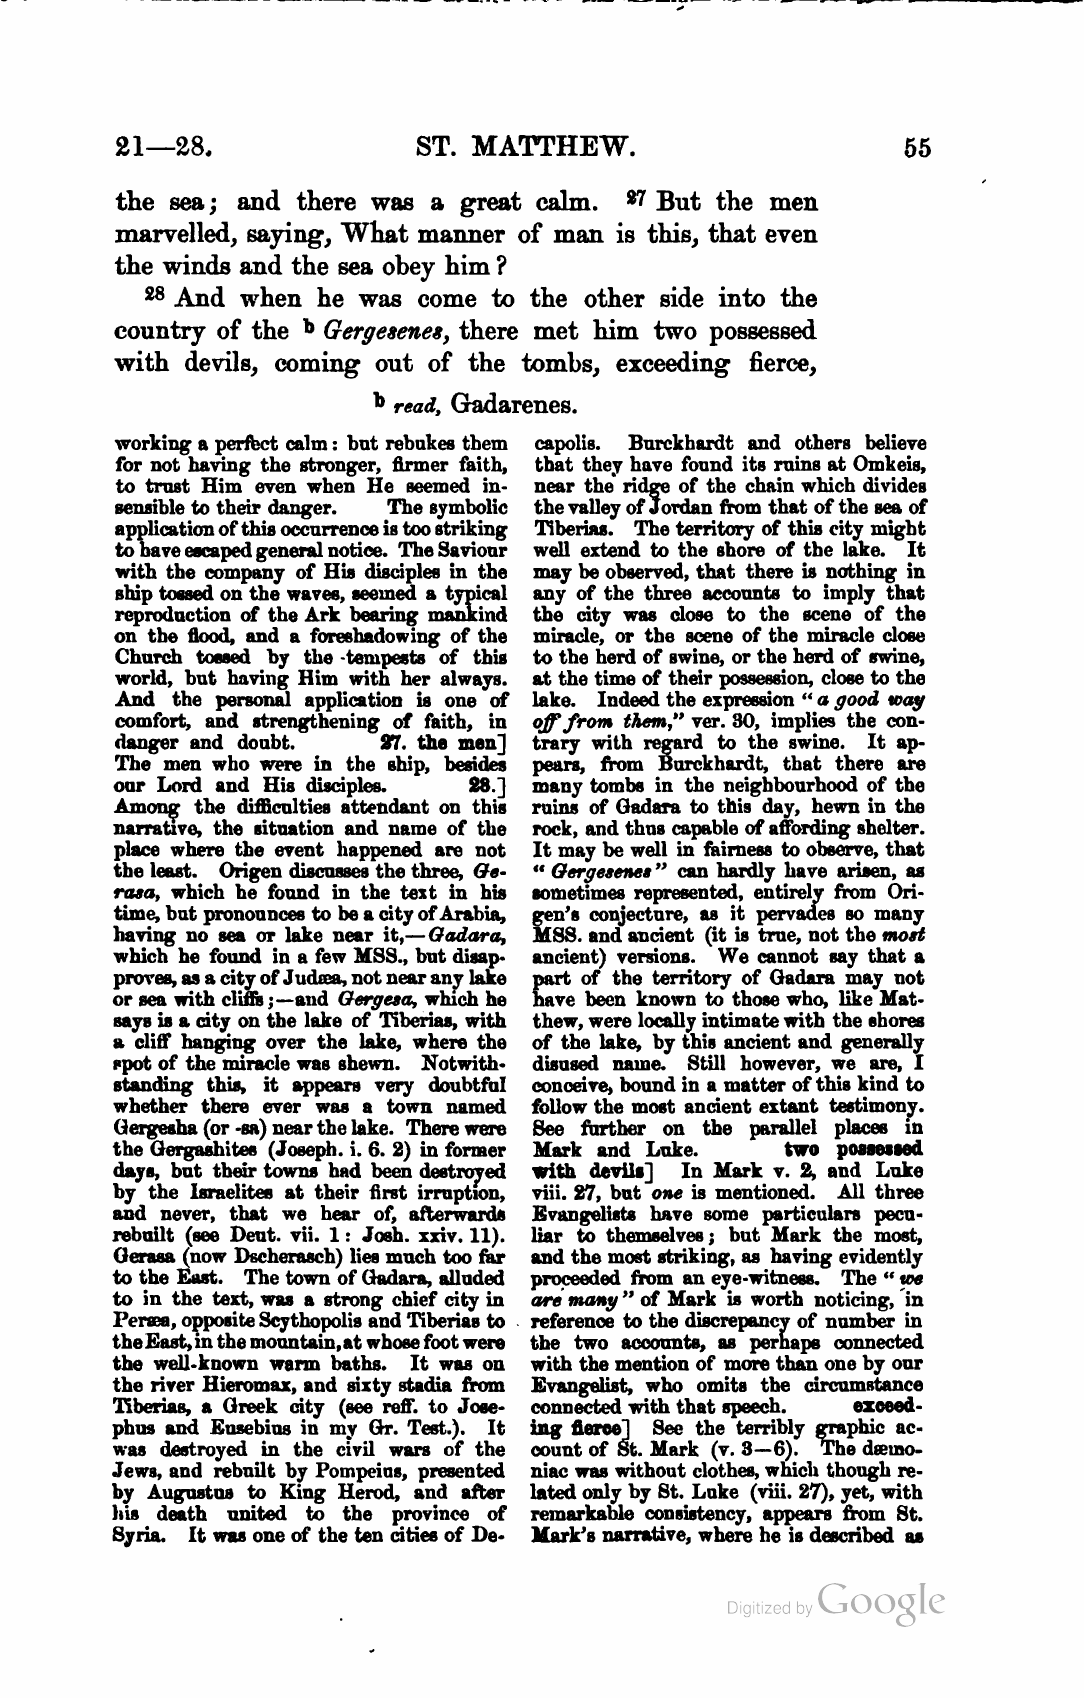 21—28. ST. MATTHEW. 55
the sea; and there was a great calm. 27 But the men
marvelled, saying, What manner of man is this, that even
the winds and the sea obey him?
28 And when he was come to the other side into the
country of the b Gergesenes, there met him two possessed
with devils, coming out of the tombs, exceeding fierce,
b read, Gadarenes.
working a perfect calm: but rebukes them
for not having the stronger, firmer faith,
to trust Him even when He seemed in-
sensible to their danger. The symbolic
application of this occurrence is too striking
to have escaped general notice. The Saviour
with the company of His disciples in the
ship tossed on the waves, seemed a typical
reproduction of the Ark bearing mankind
on the flood, and a foreshadowing of the
Church tossed by the tempests of this
world, but having Him with her always.
And the personal application is one of
comfort, and strengthening of faith, in
danger and doubt. 27. the men]
The men who were in the ship, besides
our Lord and His disciples. 28.]
Among the difficulties attendant on this
narrative, the situation and name of the
place where the event happened are not
the least. Origen discusses the three, Ge-
rasa, which he found in the text in his
time, but pronounces to be a city of Arabia,
having no sea or lake near it,—Gadara,
which he found in a few MSS., but disap-
proves, as a city of Judæa, not near any lake
or sea with cliffs;—and Gergesa, which he
says is a city on the lake of Tiberias, with
a cliff hanging over the lake, where the
spot of the miracle was shewn. Notwith-
standing this, it appears very doubtful
whether there ever was a town named
Gergesha (or -sa) near the lake. There were
the Gergashites (Joseph. i. 6. 2) in former
days, but their towns had been destroyed
by the Israelites at their first irruption,
and never, that we hear of, afterwards
rebuilt (see Deut. vii. 1: Josh. xxiv. 11).
Gerasa (now Dscherasch) lies much too far
to the East. The town of Gadara, alluded
to in the text, was a strong chief city in
Peræa, opposite Scythopolis and Tiberias to
the East, in the mountain, at whose foot were
the well-known warm baths. It was on
the river Hieromax, and sixty stadia from
Tiberias, a Greek city (see reff. to Jose-
phus and Eusebius in my Gr. Test.). It
was destroyed in the civil wars of the
Jews, and rebuilt by Pompeius, presented
by Augustus to King Herod, and after
his death united to the province of
Syria. It was one of the ten cities of De-
capolis. Burckhardt and others believe
that they have found its ruins at Omkeis,
near the ridge of the chain which divides
the valley of Jordan from that of the sea of
Tiberias. The territory of this city might
well extend to the shore of the lake. It
may be observed, that there is nothing in
any of the three accounts to imply that
the city was close to the scene of the
miracle, or the scene of the miracle close
to the herd of swine, or the herd of swine,
at the time of their possession, close to the
lake. Indeed the expression "a good way
off from them," ver. 30, implies the con-
trary with regard to the swine. It ap-
pears, from Burckhardt, that there are
many tombs in the neighbourhood of the
ruins of Gadara to this day, hewn in the
rock, and thus capable of affording shelter.
It may be well in fairness to observe, that
"Gergesenes" can hardly have arisen, as
sometimes represented, entirely from Ori-
gen's conjecture, as it pervades so many
MSS. and ancient (it is true, not the most
ancient) versions. We cannot say that a
part of the territory of Gadara may not
have been known to those who, like Mat-
thew, were locally intimate with the shores
of the lake, by this ancient and generally
disused name. Still however, we are, I
conceive, bound in a matter of this kind to
follow the most ancient extant testimony.
See further on the parallel places in
Mark and Luke. two possessed
with devils] In Mark v. 2, and Luke
viii. 27, but one is mentioned. All three
Evangelists have some particulars pecu-
liar to themselves; but Mark the most,
and the most striking, as having evidently
proceeded from an eye-witness. The "we
are many" of Mark is worth noticing, in
reference to the discrepancy of number in
the two accounts, as perhaps connected
with the mention of more than one by our
Evangelist, who omits the circumstance
connected with that speech. exceed-
ing fierce] See the terribly graphic ac-
count of St. Mark (v. 3—6). The dæmo-
niac was without clothes, which though re-
lated only by St. Luke (viii. 27), yet, with
remarkable consistency, appears from St.
Mark's narrative, where he is described as
Digitized by Google